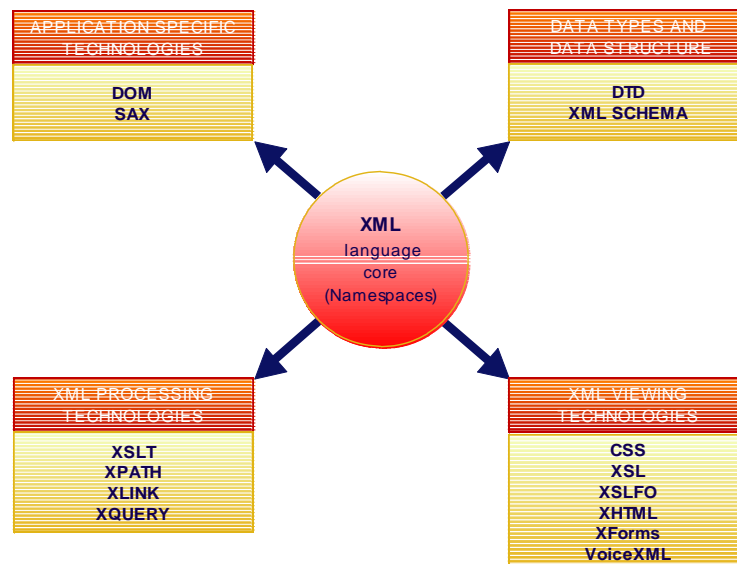 APPLICATION SPECIFIC
TECHNOLOGIES
DOM
SAX
DATA TYPES AND
DATA STRUCTURE
DTD
XML SCHEMA
XML
language
core
(Namespaces)
XML PROCESSING
TECHNOLOGIES
XSLT
XPATH
XLINK
XQUERY
XML VIEWING
TECHNOLOGIES
CSS
XSL
XSLFO
XHTML
XForms
VoiceXML